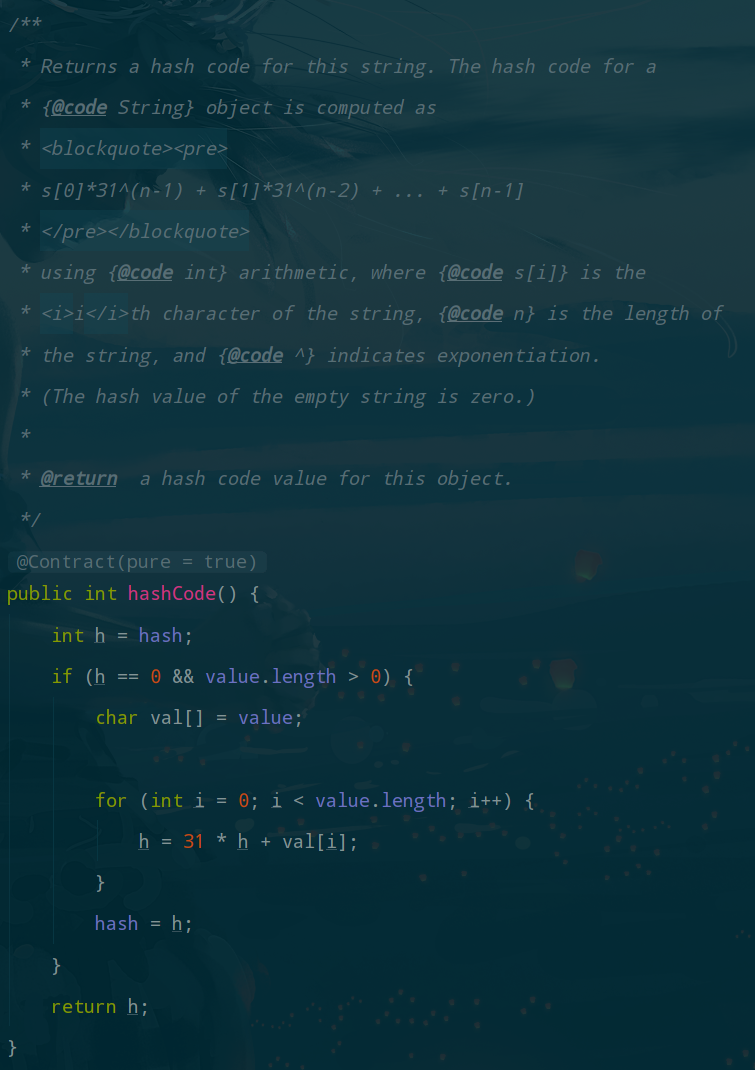 /**
 * Returns a hash code for this string. The hash code for a
 * {@code String} object is computed as
 * <blockquote><pre>
 * s[0]*31^(n-1) + s[1]*31^(n-2) + ... + s[n-1]
 * </pre></blockquote>
 * using {@code int} arithmetic, where {@code s[i]} is the
 * <i>i</i>th character of the string, {@code n} is the length of
 * the string, and {@code ^} indicates exponentiation.
 * (The hash value of the empty string is zero.)
 *
 * @return  a hash code value for this object.
 */
@Contract(pure = true)
public int hashCode() {
    int h = hash;
    if (h == 0 && value.length > 0) {
        char val[] = value;

        for (int i = 0; i < value.length; i++) {
            h = 31 * h + val[i];
        }
        hash = h;
    }
    return h;
}